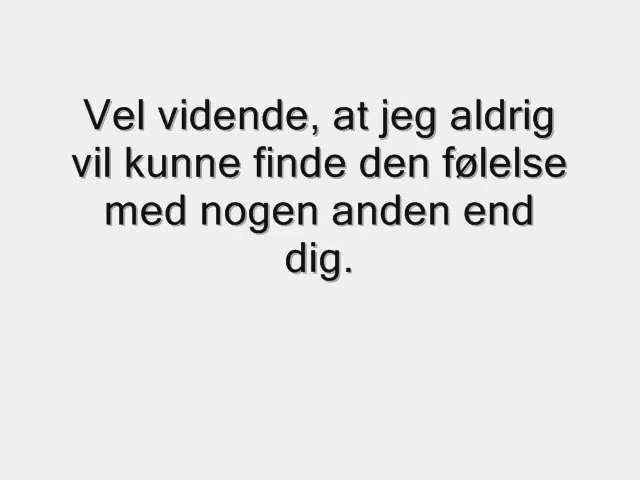 Vel vidende, at jeg aldrig
vil kunne finde den følelse
med nogen anden end
dig.